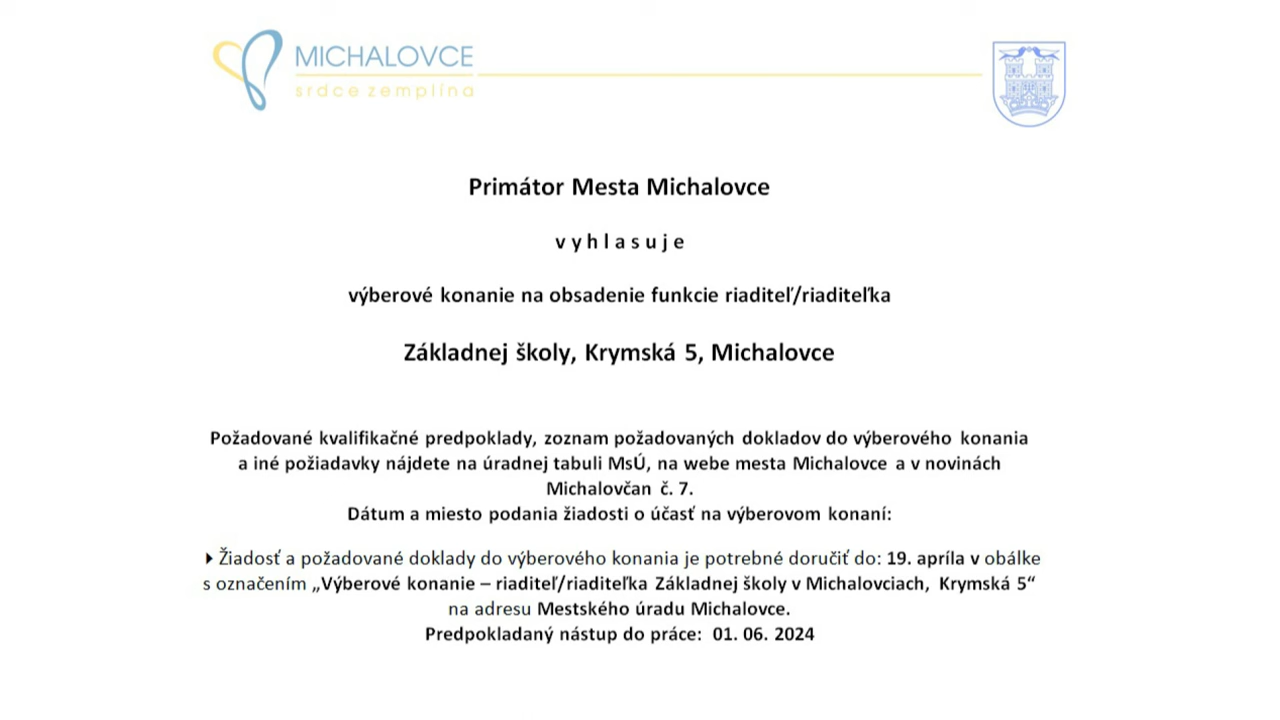 MICHALOVCE
srdce zemplína
Primátor Mesta Michalovce
v y h l a s u j e
výberové konanie na obsadenie funkcie riaditeľ/riaditeľka
Základnej školy, Krymská 5, Michalovce
Požadované kvalifikačné predpoklady, zoznam požadovaných dokladov do výberového konania
a iné požiadavky nájdete na úradnej tabuli MsÚ, na webe mesta Michalovce a v novinách
Michalovčan č. 7.
Dátum a miesto podania žiadosti o účasť na výberovom konaní:
Žiadosť a požadované doklady do výberového konania je potrebné doručiť do: 19. apríla v obálke
s označením „Výberové konanie – riaditeľ/riaditeľka Základnej školy v Michalovciach, Krymská 5“
na adresu Mestského úradu Michalovce.
Predpokladaný nástup do práce: 01. 06. 2024